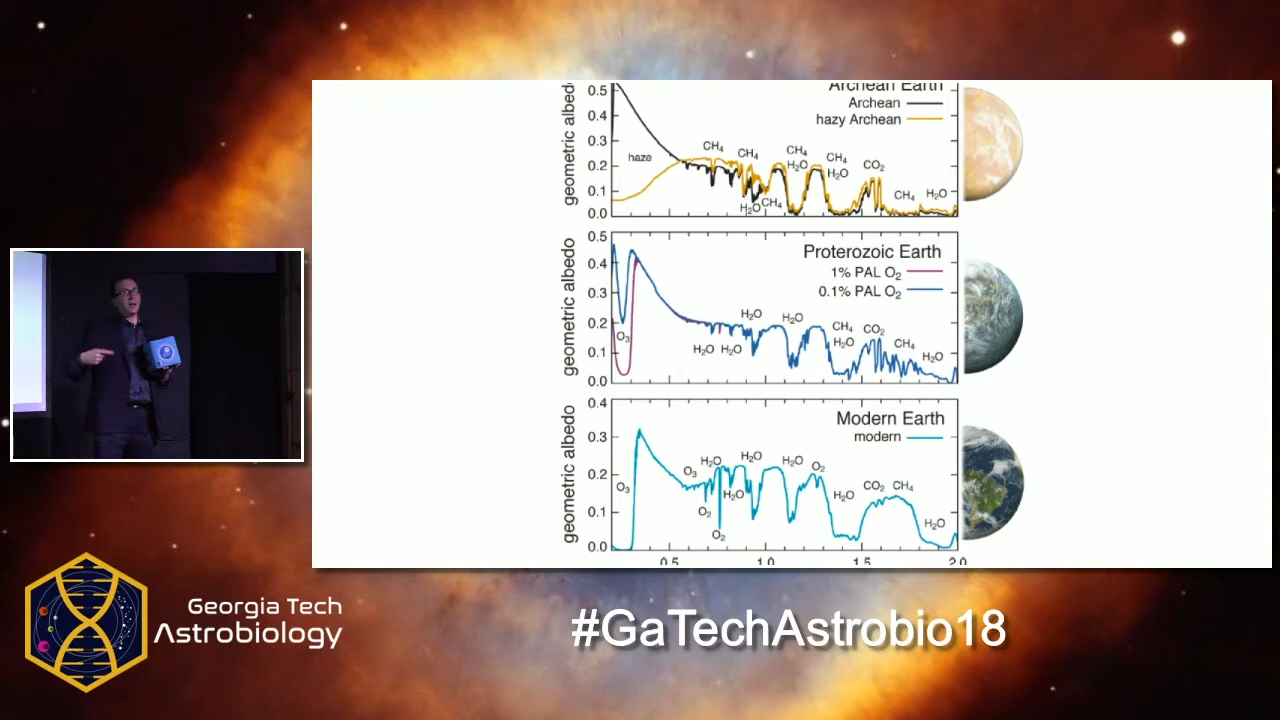 Archean Earth
Archean
hazy Archean
geometric albedo
0.5
0.4
0.3
0.2
0.1
0.0
haze
CH4
CH4
CH4
H2O
CH4
H2O
CO2
CH4
H2O
H2O
CH4
Proterozoic Earth
1% PAL O2
0.1% PAL O2
geometric albedo
0.5
0.4
0.3
0.2
0.1
0.0
O3
H2O
H2O
H2O
H2O
CH4
H2O
CO2
CH4
H2O
Modern Earth
modern
geometric albedo
0.4
0.3
0.2
0.1
0.0
O3
O3
H2O
H2O
H2O
O2
H2O
O2
O2
H2O
CO2
CH4
H2O
0.5
1.0
1.5
2.0
Georgia Tech
Astrobiology
#GaTechAstrobio18